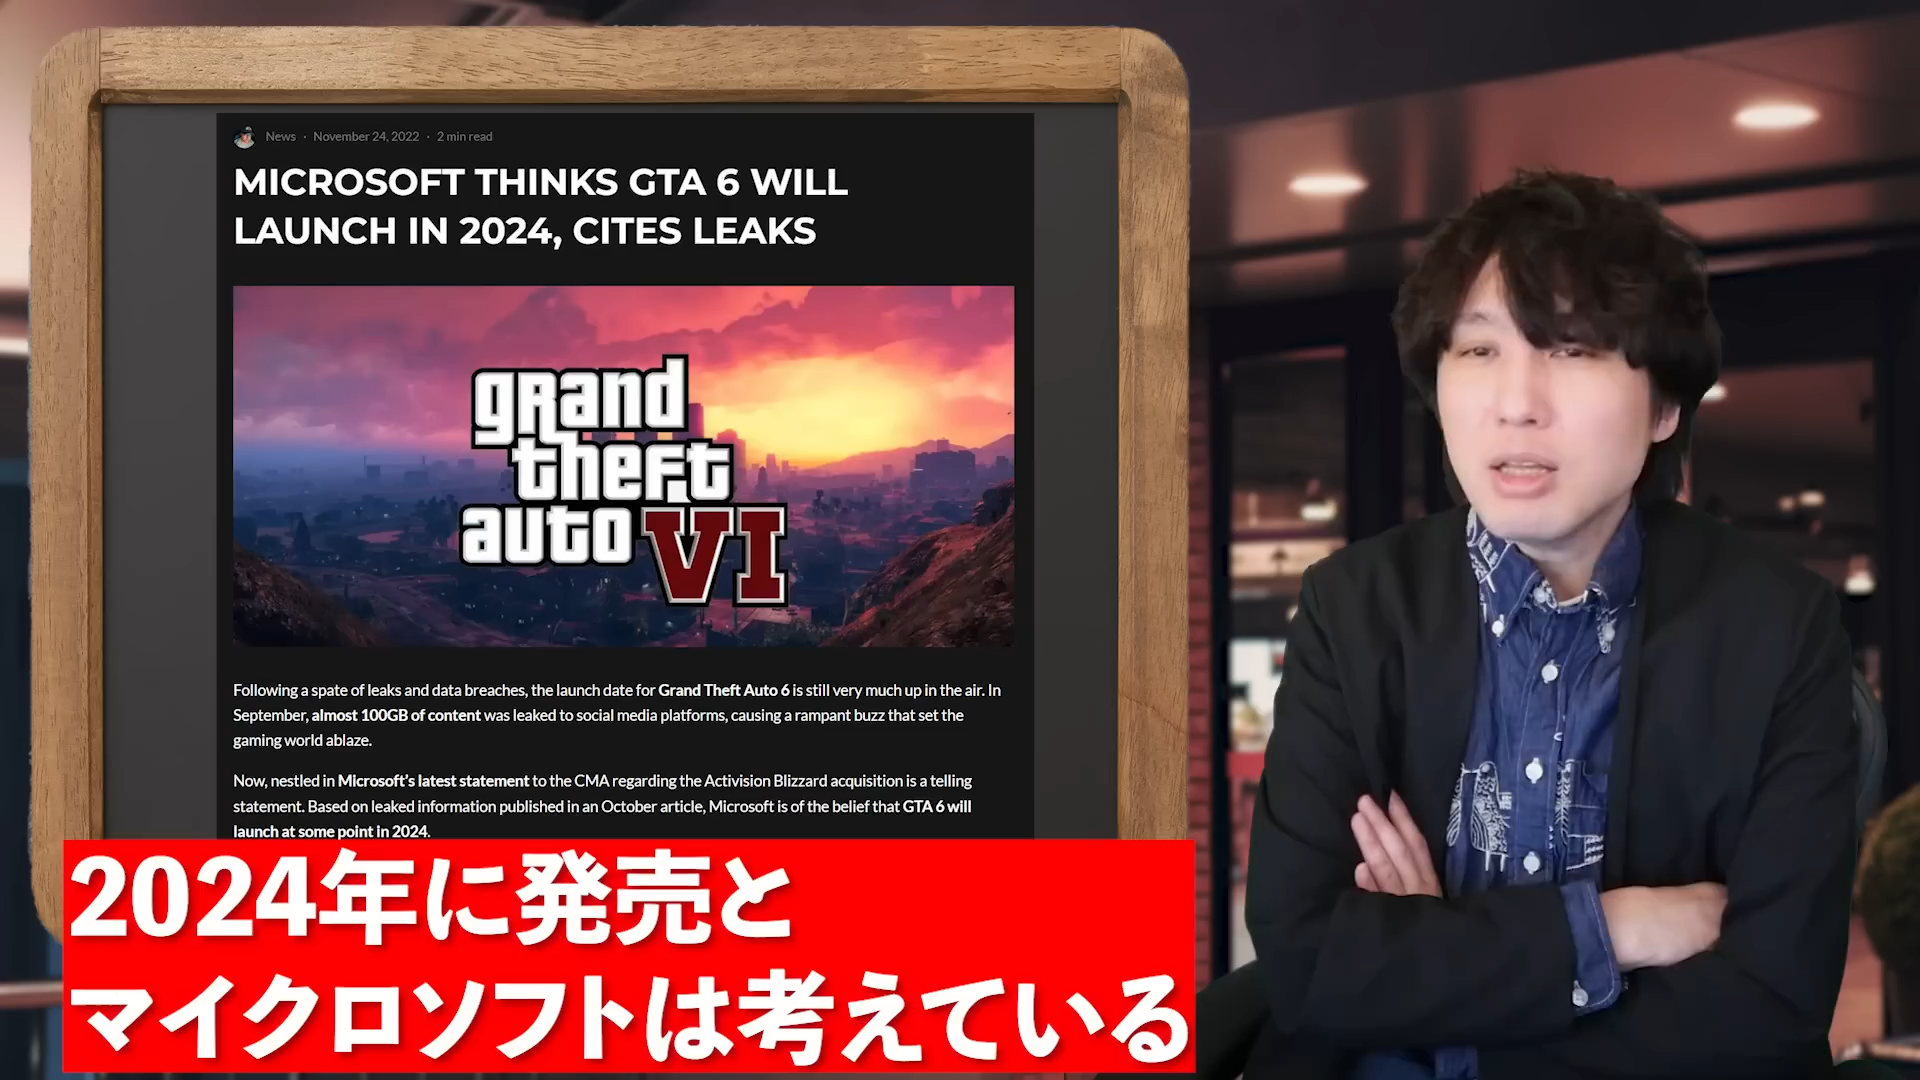 News · November 24, 2022 · 2 min read
MICROSOFT THINKS GTA 6 WILL
LAUNCH IN 2024, CITES LEAKS
grand
theft
auto VI
Following a spate of leaks and data breaches, the launch date for Grand Theft Auto 6 is still very much up in the air. In
September, almost 100GB of content was leaked to social media platforms, causing a rampant buzz that set the
gaming world ablaze.
Now, nestled in Microsoft's latest statement to the CMA regarding the Activision Blizzard acquisition is a telling
statement. Based on leaked information published in an October article, Microsoft is of the belief that GTA 6 will
launch at some point in 2024.
2024年に発売と
マイクロソフトは考えている